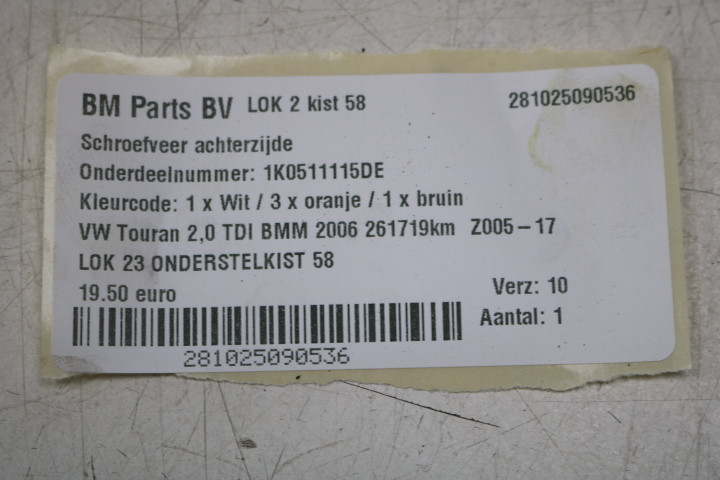 BM Parts BV LOK 2 kist 58 281025090536
Schroefveer achterzijde
Onderdeelnummer: 1K0511115DE
Kleurcode: 1 x Wit / 3 x oranje / 1 x bruin
VW Touran 2,0 TDI BMM 2006 261719km Z005-17
LOK 23 ONDERSTELKIST 58
19.50 euro Verz: 10
Aantal: 1
281025090536